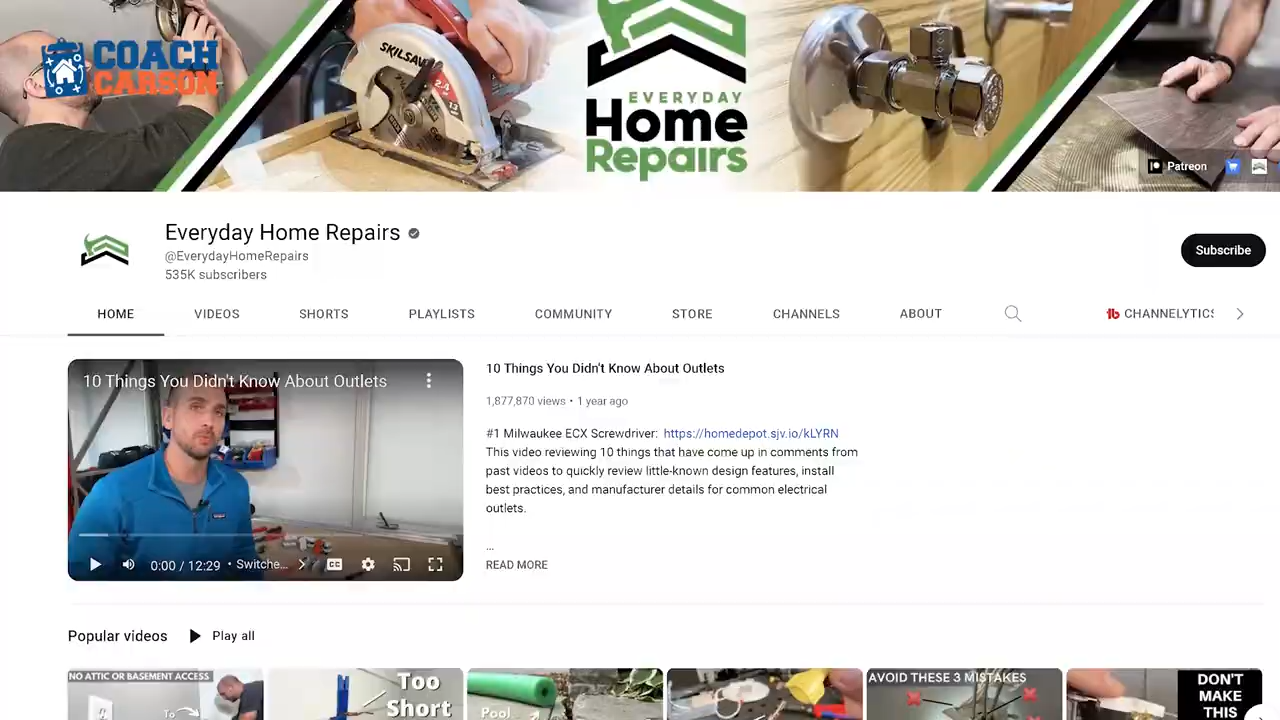 COACH
CARSON
SKILSAW
EVERYDAY
Home
Repairs
Patreon
Everyday Home Repairs
@EverydayHomeRepairs
535K subscribers
Subscribe
HOME VIDEOS SHORTS PLAYLISTS COMMUNITY STORE CHANNELS ABOUT CHANNELYTICS
10 Things You Didn't Know About Outlets
0:00 / 12:29 • Switche...
10 Things You Didn't Know About Outlets
1,877,870 views • 1 year ago
#1 Milwaukee ECX Screwdriver: https://homedepot.sjv.io/kLYRN
This video reviewing 10 things that have come up in comments from
past videos to quickly review little-known design features, install
best practices, and manufacturer details for common electrical
outlets.
...
READ MORE
Popular videos Play all
NO ATTIC OR BASEMENT ACCESS
To
Too
Short
Pool
AVOID THESE 3 MISTAKES
DON'T
MAKE
THIS